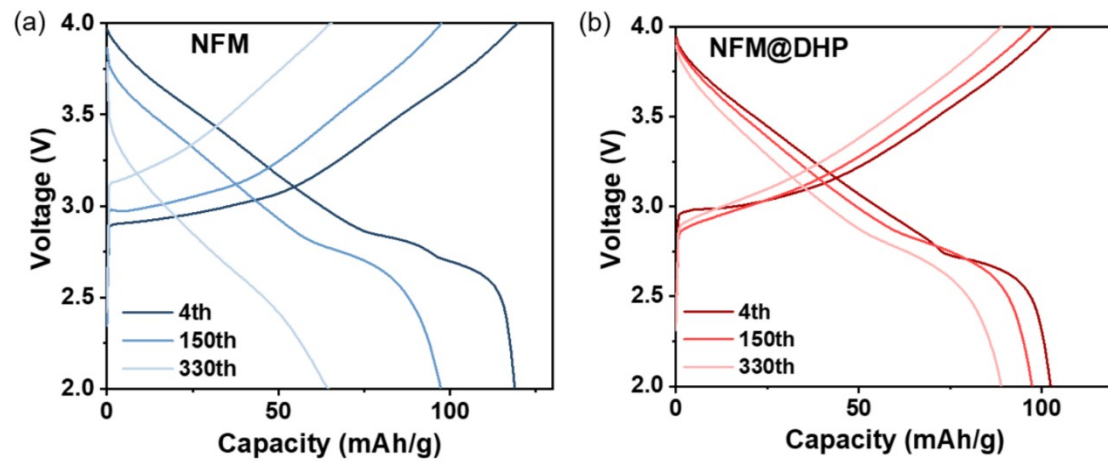 (a)
NFM
4.0
3.5
3.0
2.5
2.0
Voltage (V)
4th
150th
330th
0
50
100
Capacity (mAh/g)
(b)
NFM@DHP
4.0
3.5
3.0
2.5
2.0
Voltage (V)
4th
150th
330th
0
50
100
Capacity (mAh/g)